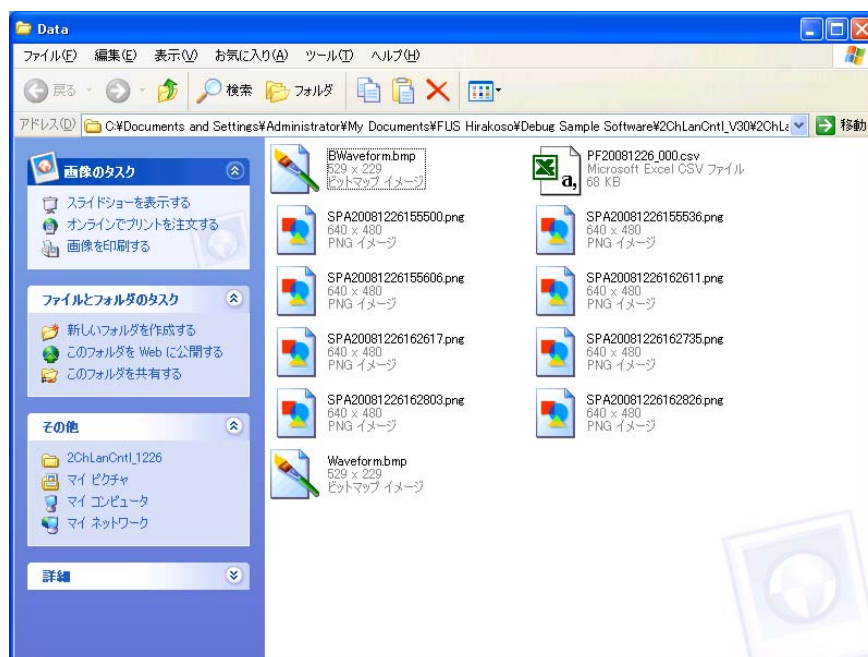 Data
ファイル(F) 編集(E) 表示(V) お気に入り(A) ツール(T) ヘルプ(H)
戻る 検索 フォルダ
アドレス(D) C:¥Documents and Settings¥Administrator¥My Documents¥FUS Hirakoso¥Debug Sample Software¥2ChLanCntl_V30¥2ChLa 移動
画像のタスク
スライドショーを表示する
オンラインでプリントを注文する
画像を印刷する
ファイルとフォルダのタスク
新しいフォルダを作成する
このフォルダを Web に公開する
このフォルダを共有する
その他
2ChLanCntl_1226
マイ ピクチャ
マイ コンピュータ
マイ ネットワーク
詳細
BWaveform.bmp
529 x 229
ビットマップ イメージ
PF20081226_000.csv
Microsoft Excel CSV ファイル
68 KB
SPA20081226155500.png
640 x 480
PNG イメージ
SPA20081226155536.png
640 x 480
PNG イメージ
SPA20081226155606.png
640 x 480
PNG イメージ
SPA20081226162611.png
640 x 480
PNG イメージ
SPA20081226162617.png
640 x 480
PNG イメージ
SPA20081226162735.png
640 x 480
PNG イメージ
SPA20081226162803.png
640 x 480
PNG イメージ
SPA20081226162826.png
640 x 480
PNG イメージ
Waveform.bmp
529 x 229
ビットマップ イメージ